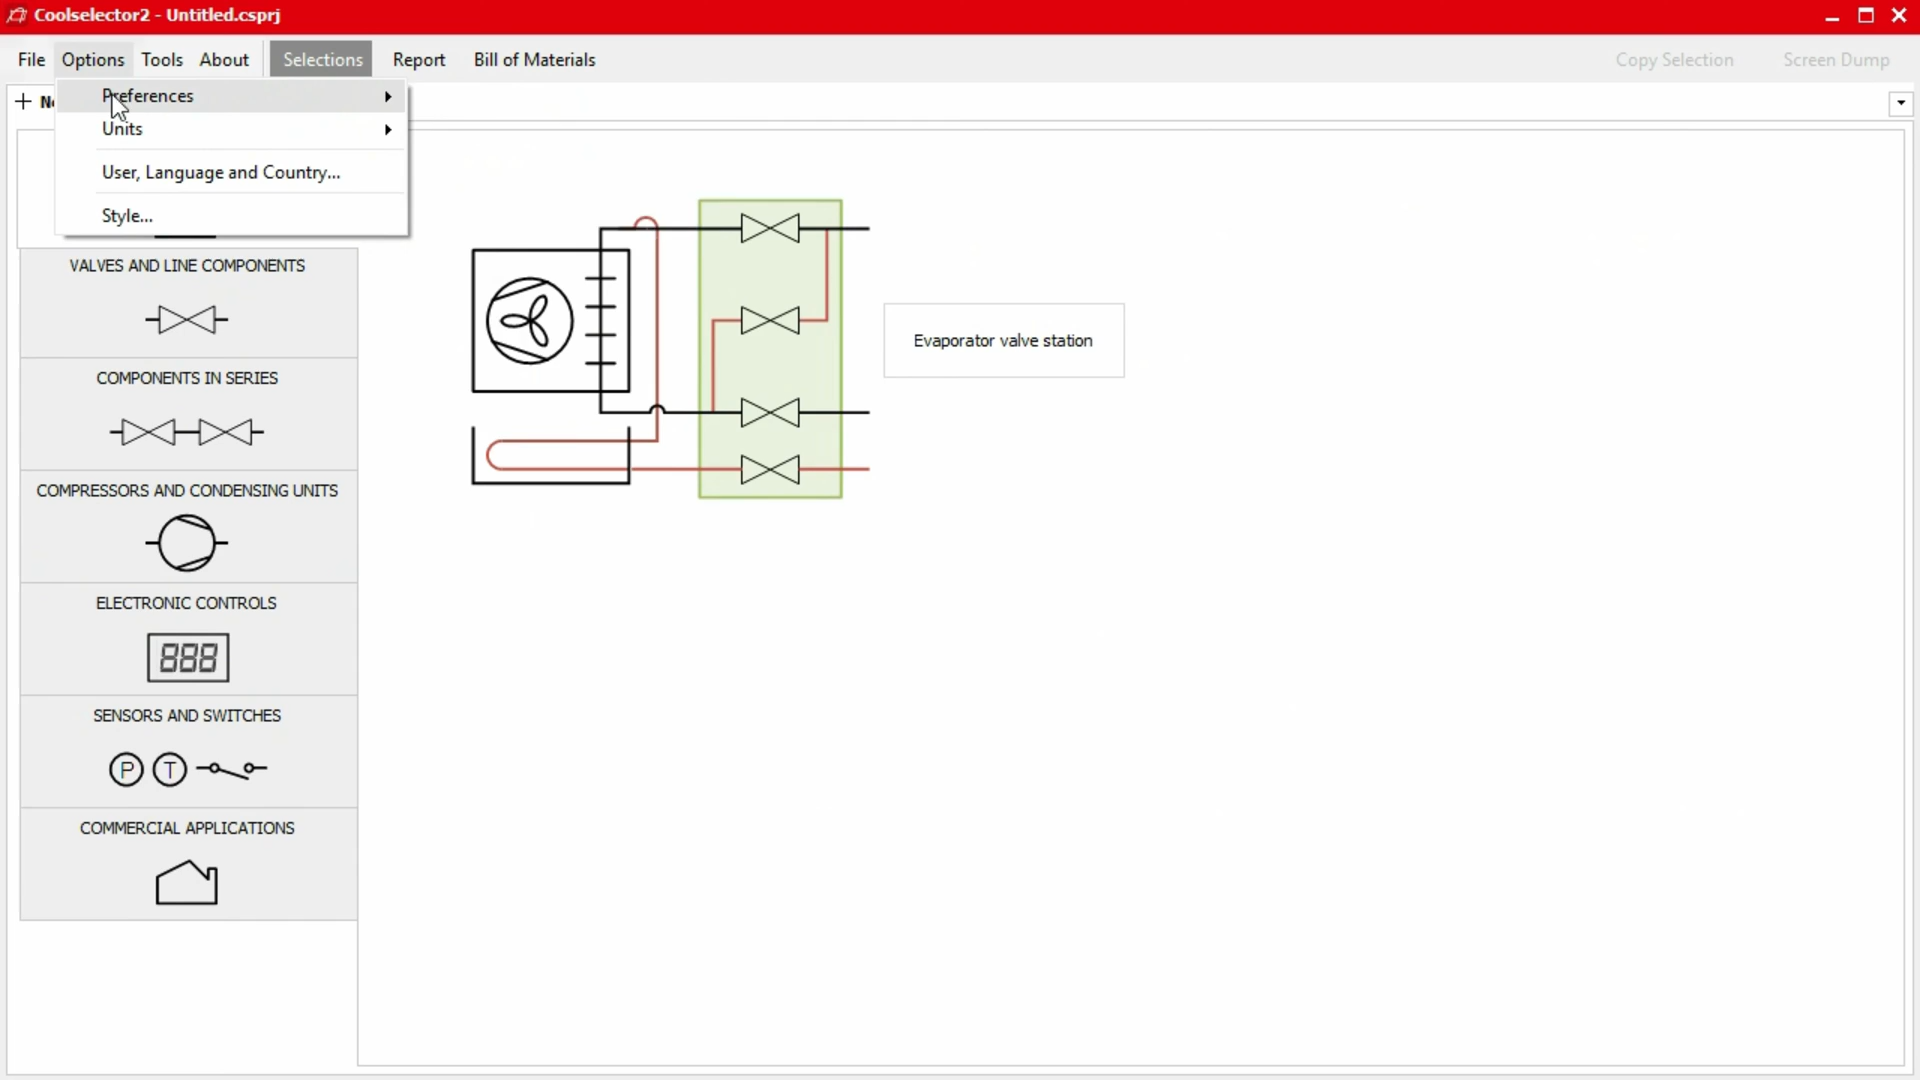 Coolselector2 - Untitled.csprj
File Options Tools About Selections Report Bill of Materials Copy Selection Screen Dump
Preferences
Units
User, Language and Country...
Style...
VALVES AND LINE COMPONENTS
COMPONENTS IN SERIES
COMPRESSORS AND CONDENSING UNITS
ELECTRONIC CONTROLS
888
SENSORS AND SWITCHES
P T
COMMERCIAL APPLICATIONS
Evaporator valve station